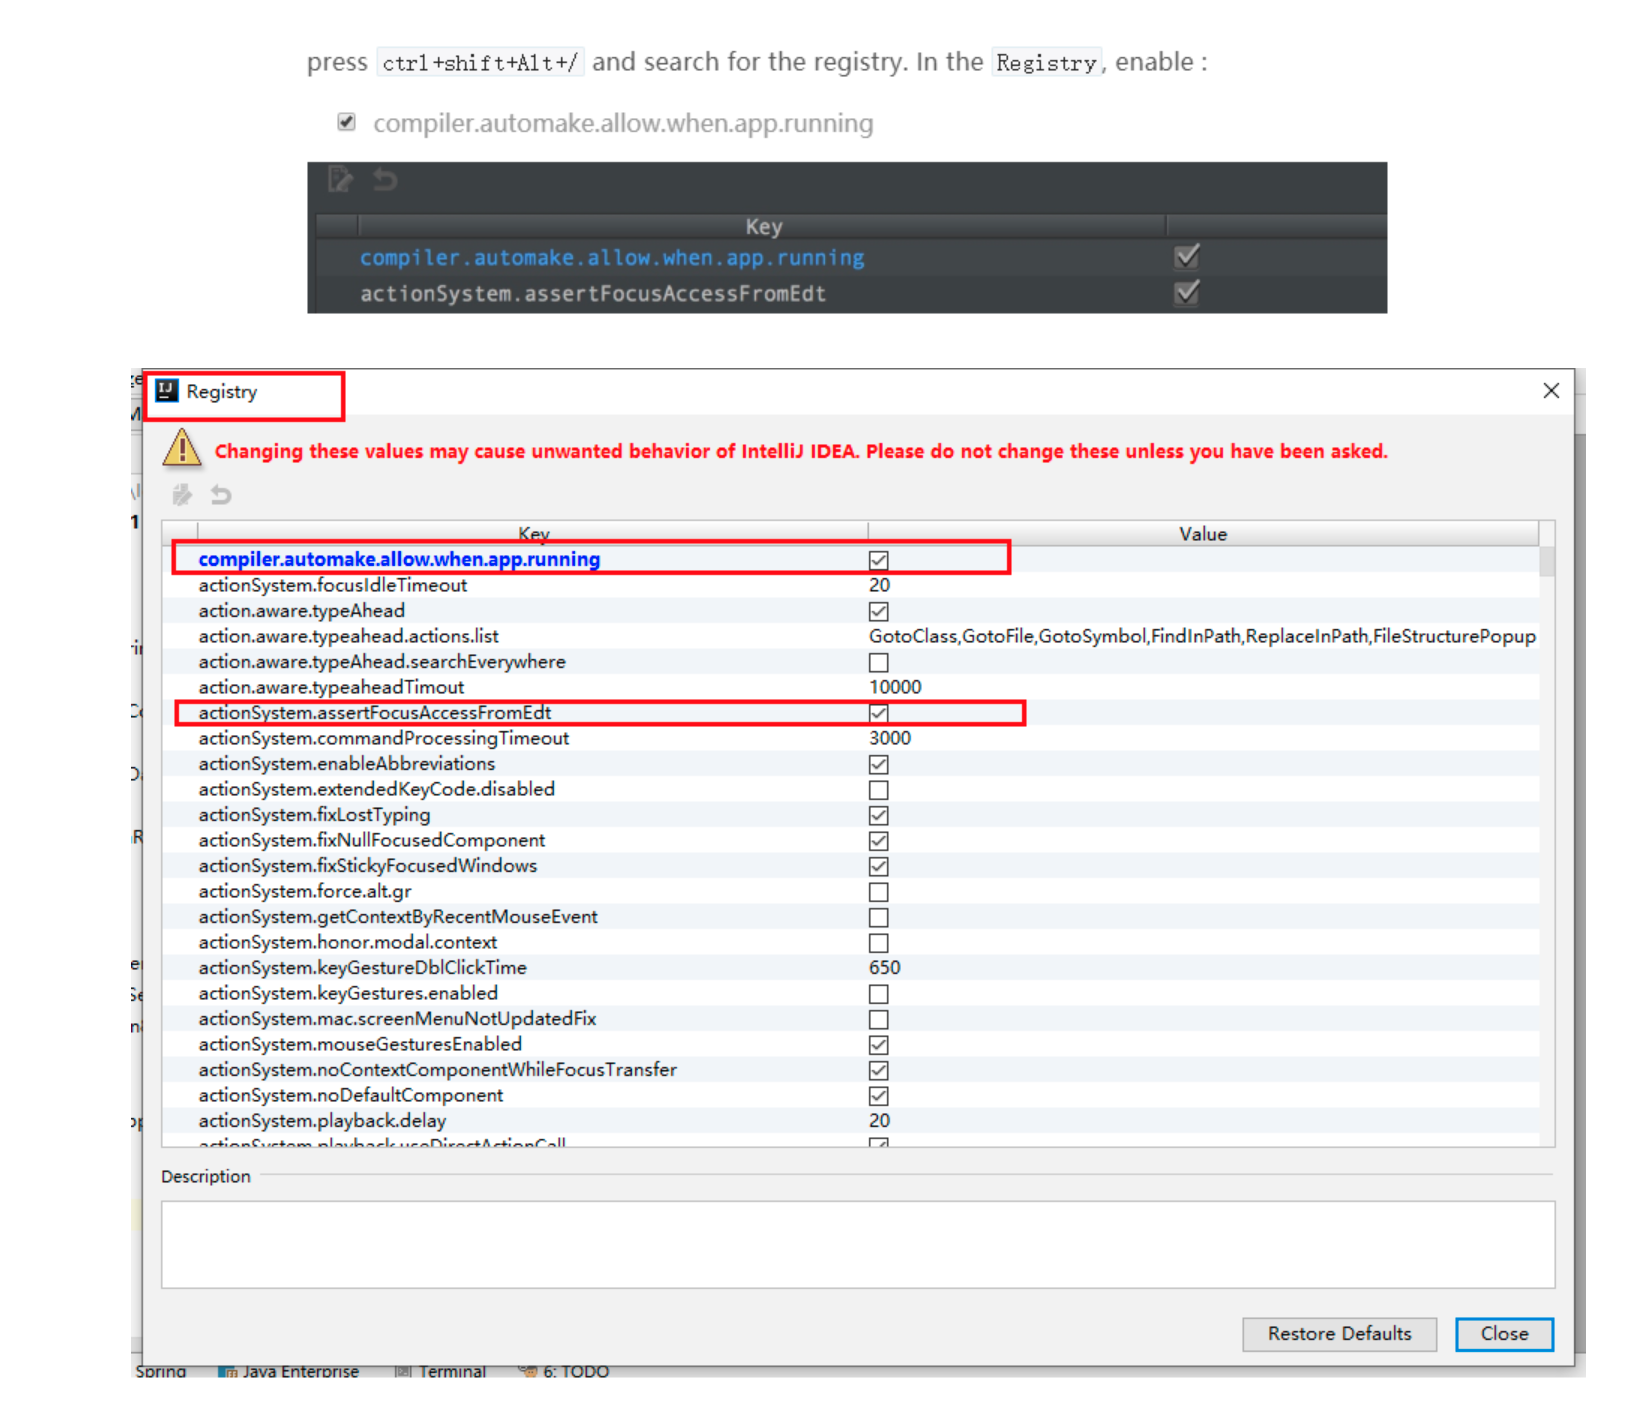 press ctrl+shift+Alt+/ and search for the registry. In the Registry, enable :
compiler.automake.allow.when.app.running
Key
compiler.automake.allow.when.app.running
actionSystem.assertFocusAccessFromEdt
Registry
Changing these values may cause unwanted behavior of IntelliJ IDEA. Please do not change these unless you have been asked.
Key Value
compiler.automake.allow.when.app.running
actionSystem.focusIdleTimeout 20
action.aware.typeAhead
action.aware.typeahead.actions.list GotoClass,GotoFile,GotoSymbol,FindInPath,ReplaceInPath,FileStructurePopup
action.aware.typeAhead.searchEverywhere
action.aware.typeaheadTimout 10000
actionSystem.assertFocusAccessFromEdt
actionSystem.commandProcessingTimeout 3000
actionSystem.enableAbbreviations
actionSystem.extendedKeyCode.disabled
actionSystem.fixLostTyping
actionSystem.fixNullFocusedComponent
actionSystem.fixStickyFocusedWindows
actionSystem.force.alt.gr
actionSystem.getContextByRecentMouseEvent
actionSystem.honor.modal.context
actionSystem.keyGestureDblClickTime 650
actionSystem.keyGestures.enabled
actionSystem.mac.screenMenuNotUpdatedFix
actionSystem.mouseGesturesEnabled
actionSystem.noContextComponentWhileFocusTransfer
actionSystem.noDefaultComponent
actionSystem.playback.delay 20
actionSystem.playback.useDirectActionCall
Description
Restore Defaults Close
Spring Java Enterprise Terminal 6: TODO